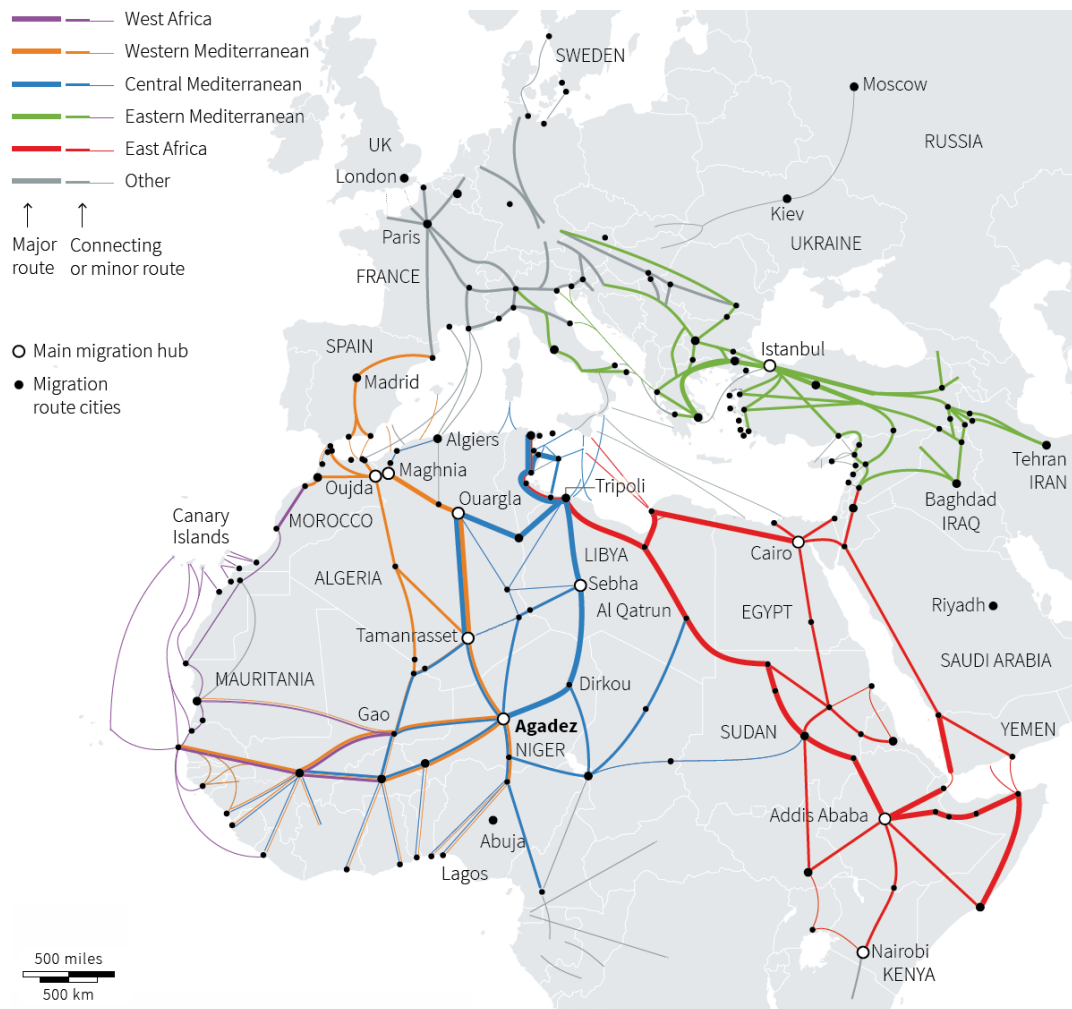 West Africa
Western Mediterranean
Central Mediterranean
Eastern Mediterranean
East Africa
Other
Major
route
Connecting
or minor route
Main migration hub
Migration
route cities
SWEDEN
Moscow
RUSSIA
UK
London
Kiev
UKRAINE
Paris
FRANCE
SPAIN
Madrid
Istanbul
Algiers
Maghnia
Oujda
Ouargla
Tripoli
Tehran
IRAN
Baghdad
IRAQ
MOROCCO
Canary
Islands
LIBYA
Cairo
ALGERIA
Sebha
Al Qatrun
EGYPT
Riyadh
Tamanrasset
SAUDI ARABIA
MAURITANIA
Dirkou
Gao
Agadez
NIGER
SUDAN
YEMEN
Abuja
Addis Ababa
Lagos
Nairobi
KENYA
500 miles
500 km